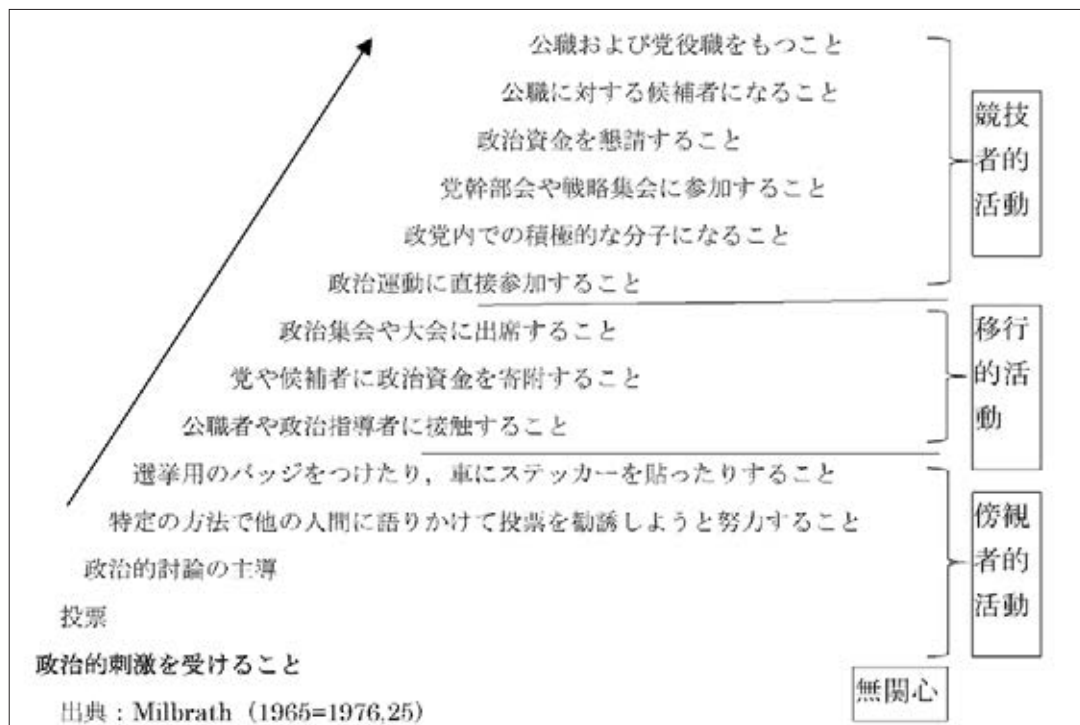 公職および党役職をもつこと
公職に対する候補者になること
政治資金を懇請すること
党幹部会や戦略集会に参加すること
政党内での積極的な分子になること
政治運動に直接参加すること
競技
者的
活動
政治集会や大会に出席すること
党や候補者に政治資金を寄附すること
公職者や政治指導者に接触すること
移行
的活
動
選挙用のバッジをつけたり，車にステッカーを貼ったりすること
特定の方法で他の人間に語りかけて投票を勧誘しようと努力すること
政治的討論の主導
投票
政治的刺激を受けること
傍観
者的
活動
無関心
出典：Milbrath（1965=1976,25）